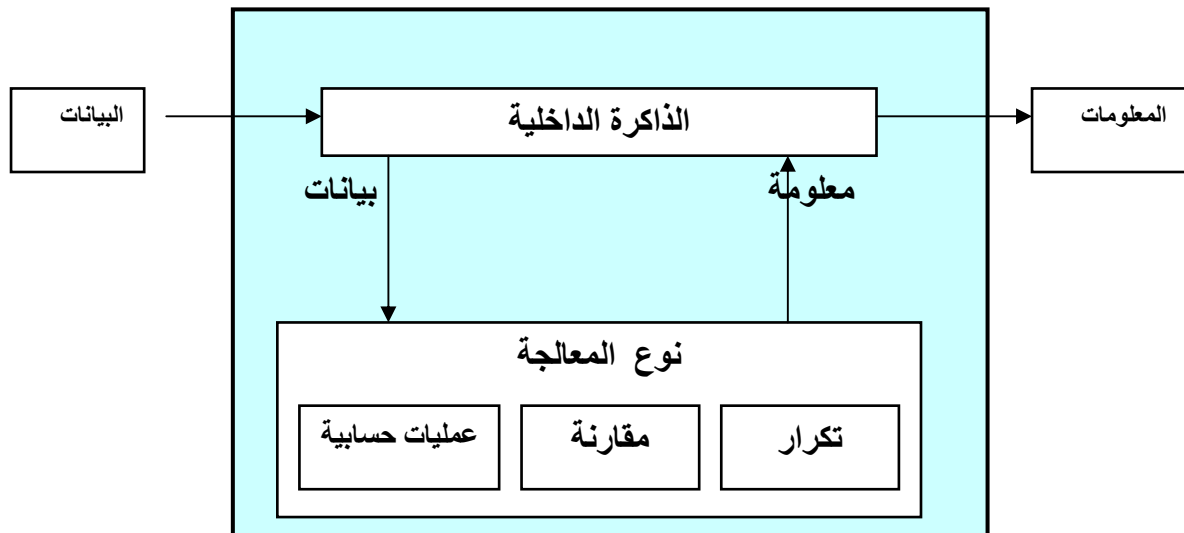 البيانات
الذاكرة الداخلية
المعلومات
بيانات
معلومة
نوع المعالجة
عمليات حسابية
مقارنة
تكرار